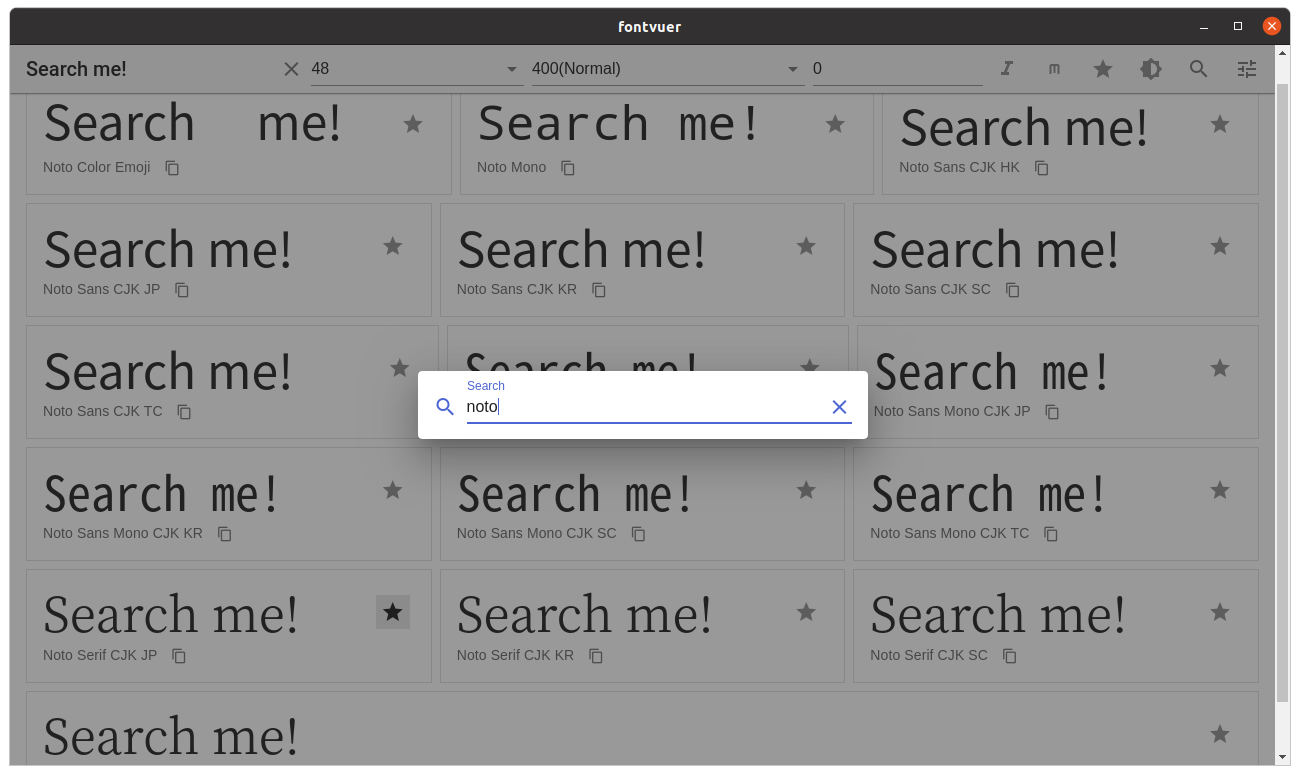 fontvuer
Search me! 48 400(Normal) 0
Search me! Search me! Search me!
Noto Color Emoji Noto Mono Noto Sans CJK HK
Search me! Search me! Search me!
Noto Sans CJK JP Noto Sans CJK KR Noto Sans CJK SC
Search me! Search me! Search me!
Noto Sans CJK TC Noto Sans Mono CJK JP
Search
noto
Search me! Search me! Search me!
Noto Sans Mono CJK KR Noto Sans Mono CJK SC Noto Sans Mono CJK TC
Search me! Search me! Search me!
Noto Serif CJK JP Noto Serif CJK KR Noto Serif CJK SC
Search me!